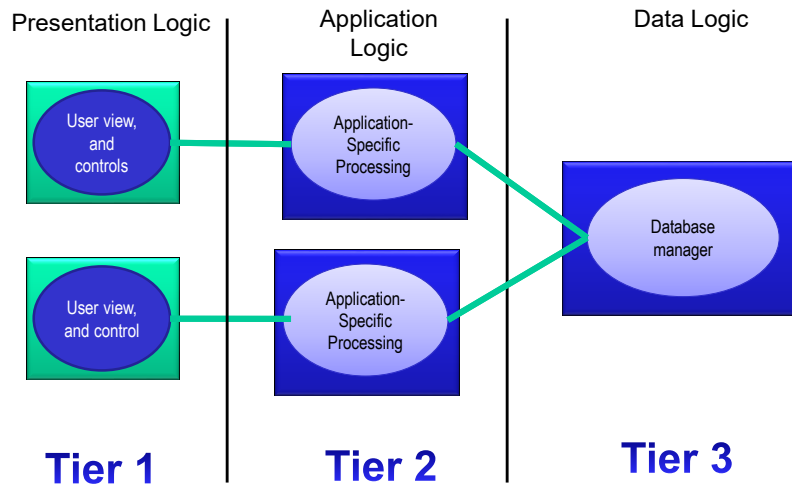 Presentation Logic
Application
Logic
Data Logic
User view,
and
controls
Application-
Specific
Processing
Database
manager
User view,
and control
Application-
Specific
Processing
Tier 1
Tier 2
Tier 3